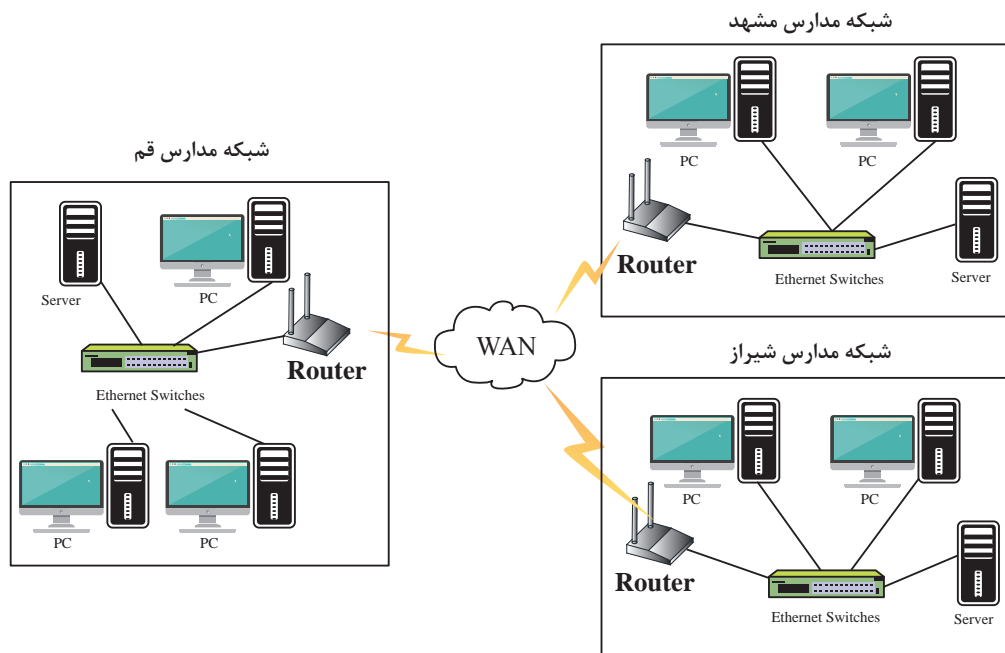 شبکه مدارس مشهد
PC
PC
Router
Ethernet Switches
Server
شبکه مدارس قم
Server
PC
Router
Ethernet Switches
PC
PC
WAN
شبکه مدارس شیراز
PC
PC
Router
Ethernet Switches
Server